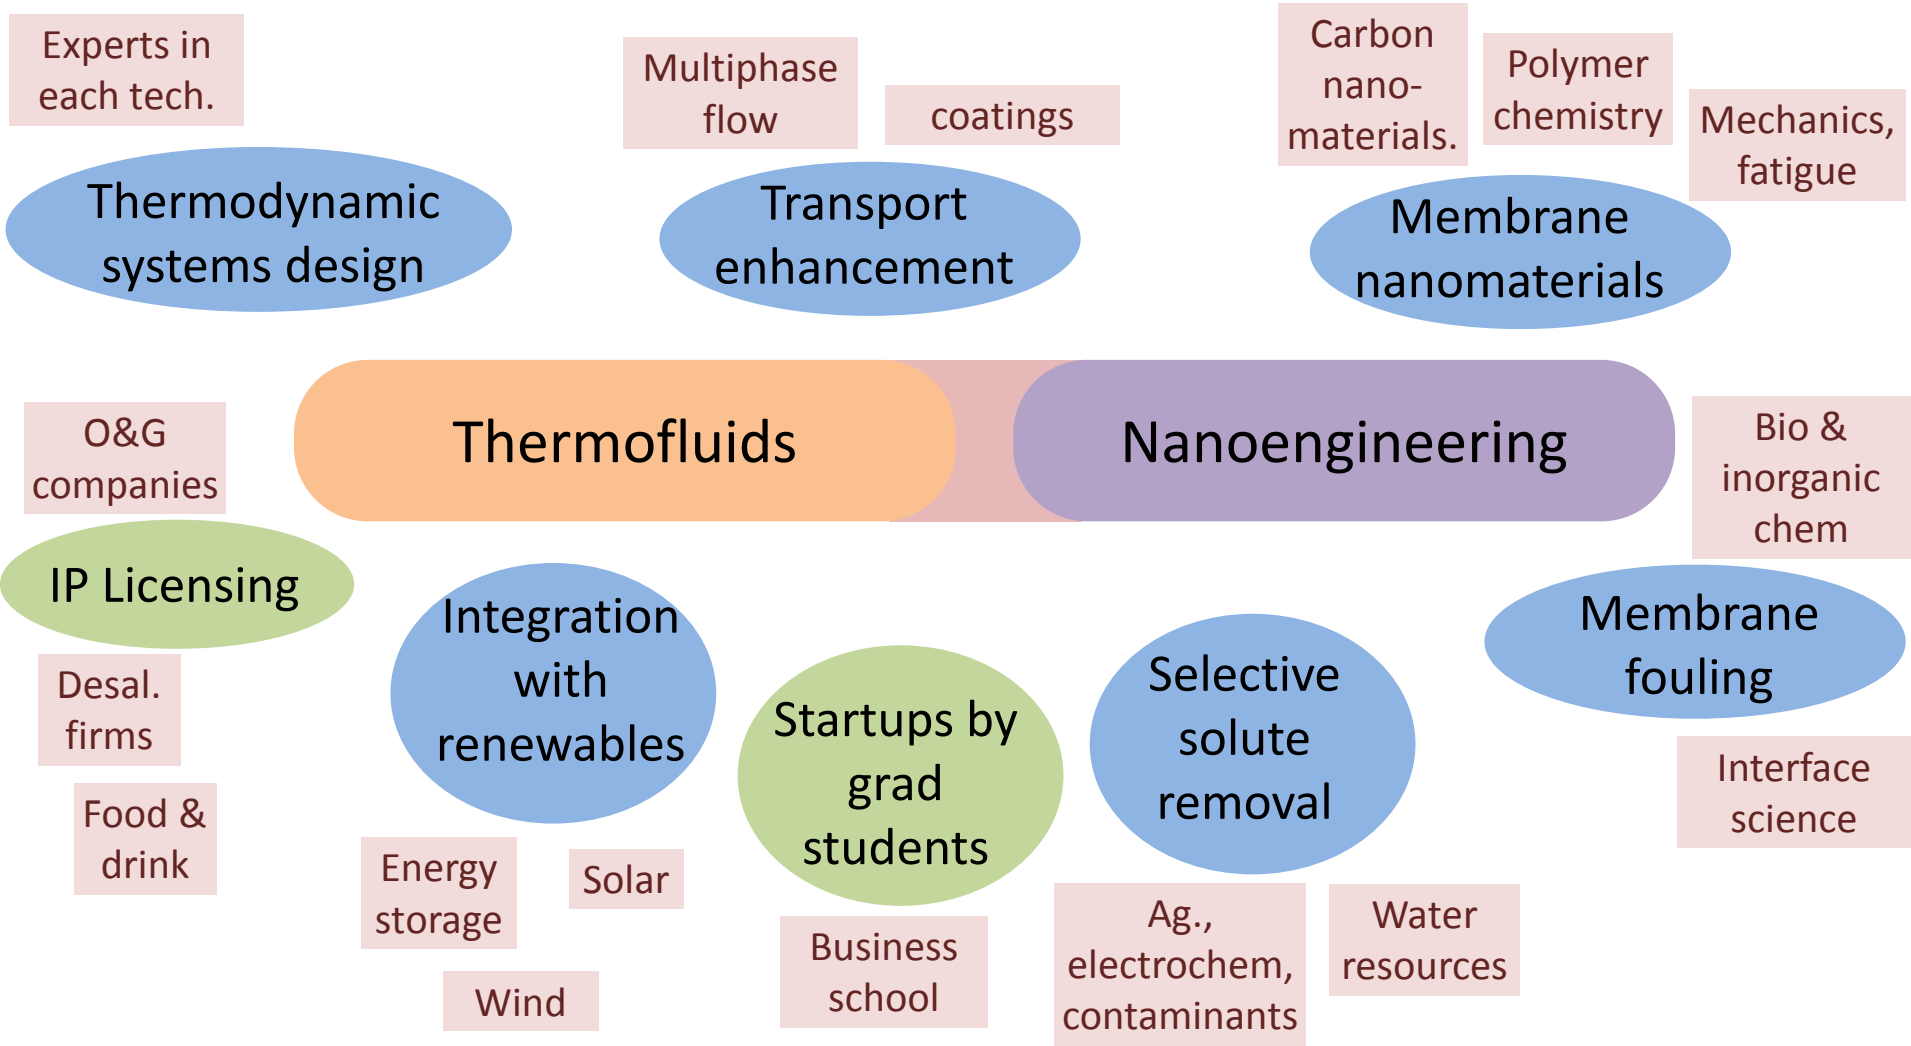 Experts in
each tech.
Thermodynamic
systems design
Multiphase
flow
coatings
Transport
enhancement
Carbon
nano-
materials.
Polymer
chemistry
Mechanics,
fatigue
Membrane
nanomaterials
Thermofluids
Nanoengineering
O&G
companies
IP Licensing
Desal.
firms
Food &
drink
Integration
with
renewables
Energy
storage
Solar
Wind
Startups by
grad
students
Business
school
Selective
solute
removal
Ag.,
electrochem,
contaminants
Water
resources
Bio &
inorganic
chem
Membrane
fouling
Interface
science